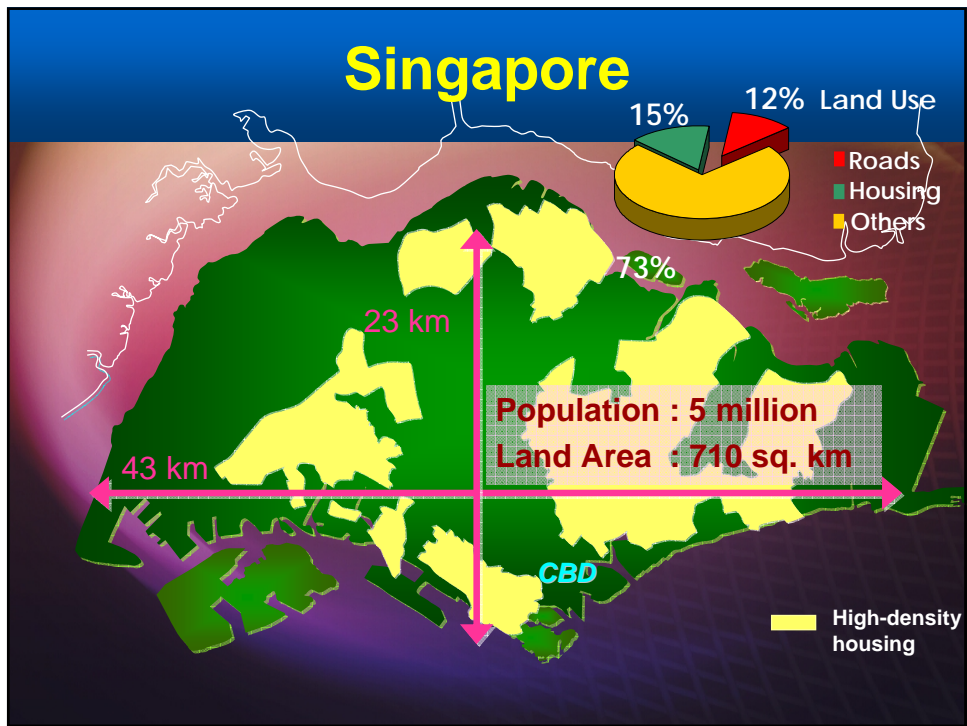 Singapore
15%
12%
Land Use
Roads
Housing
Others
73%
23 km
Population : 5 million
Land Area : 710 sq. km
43 km
CBD
High-density
housing